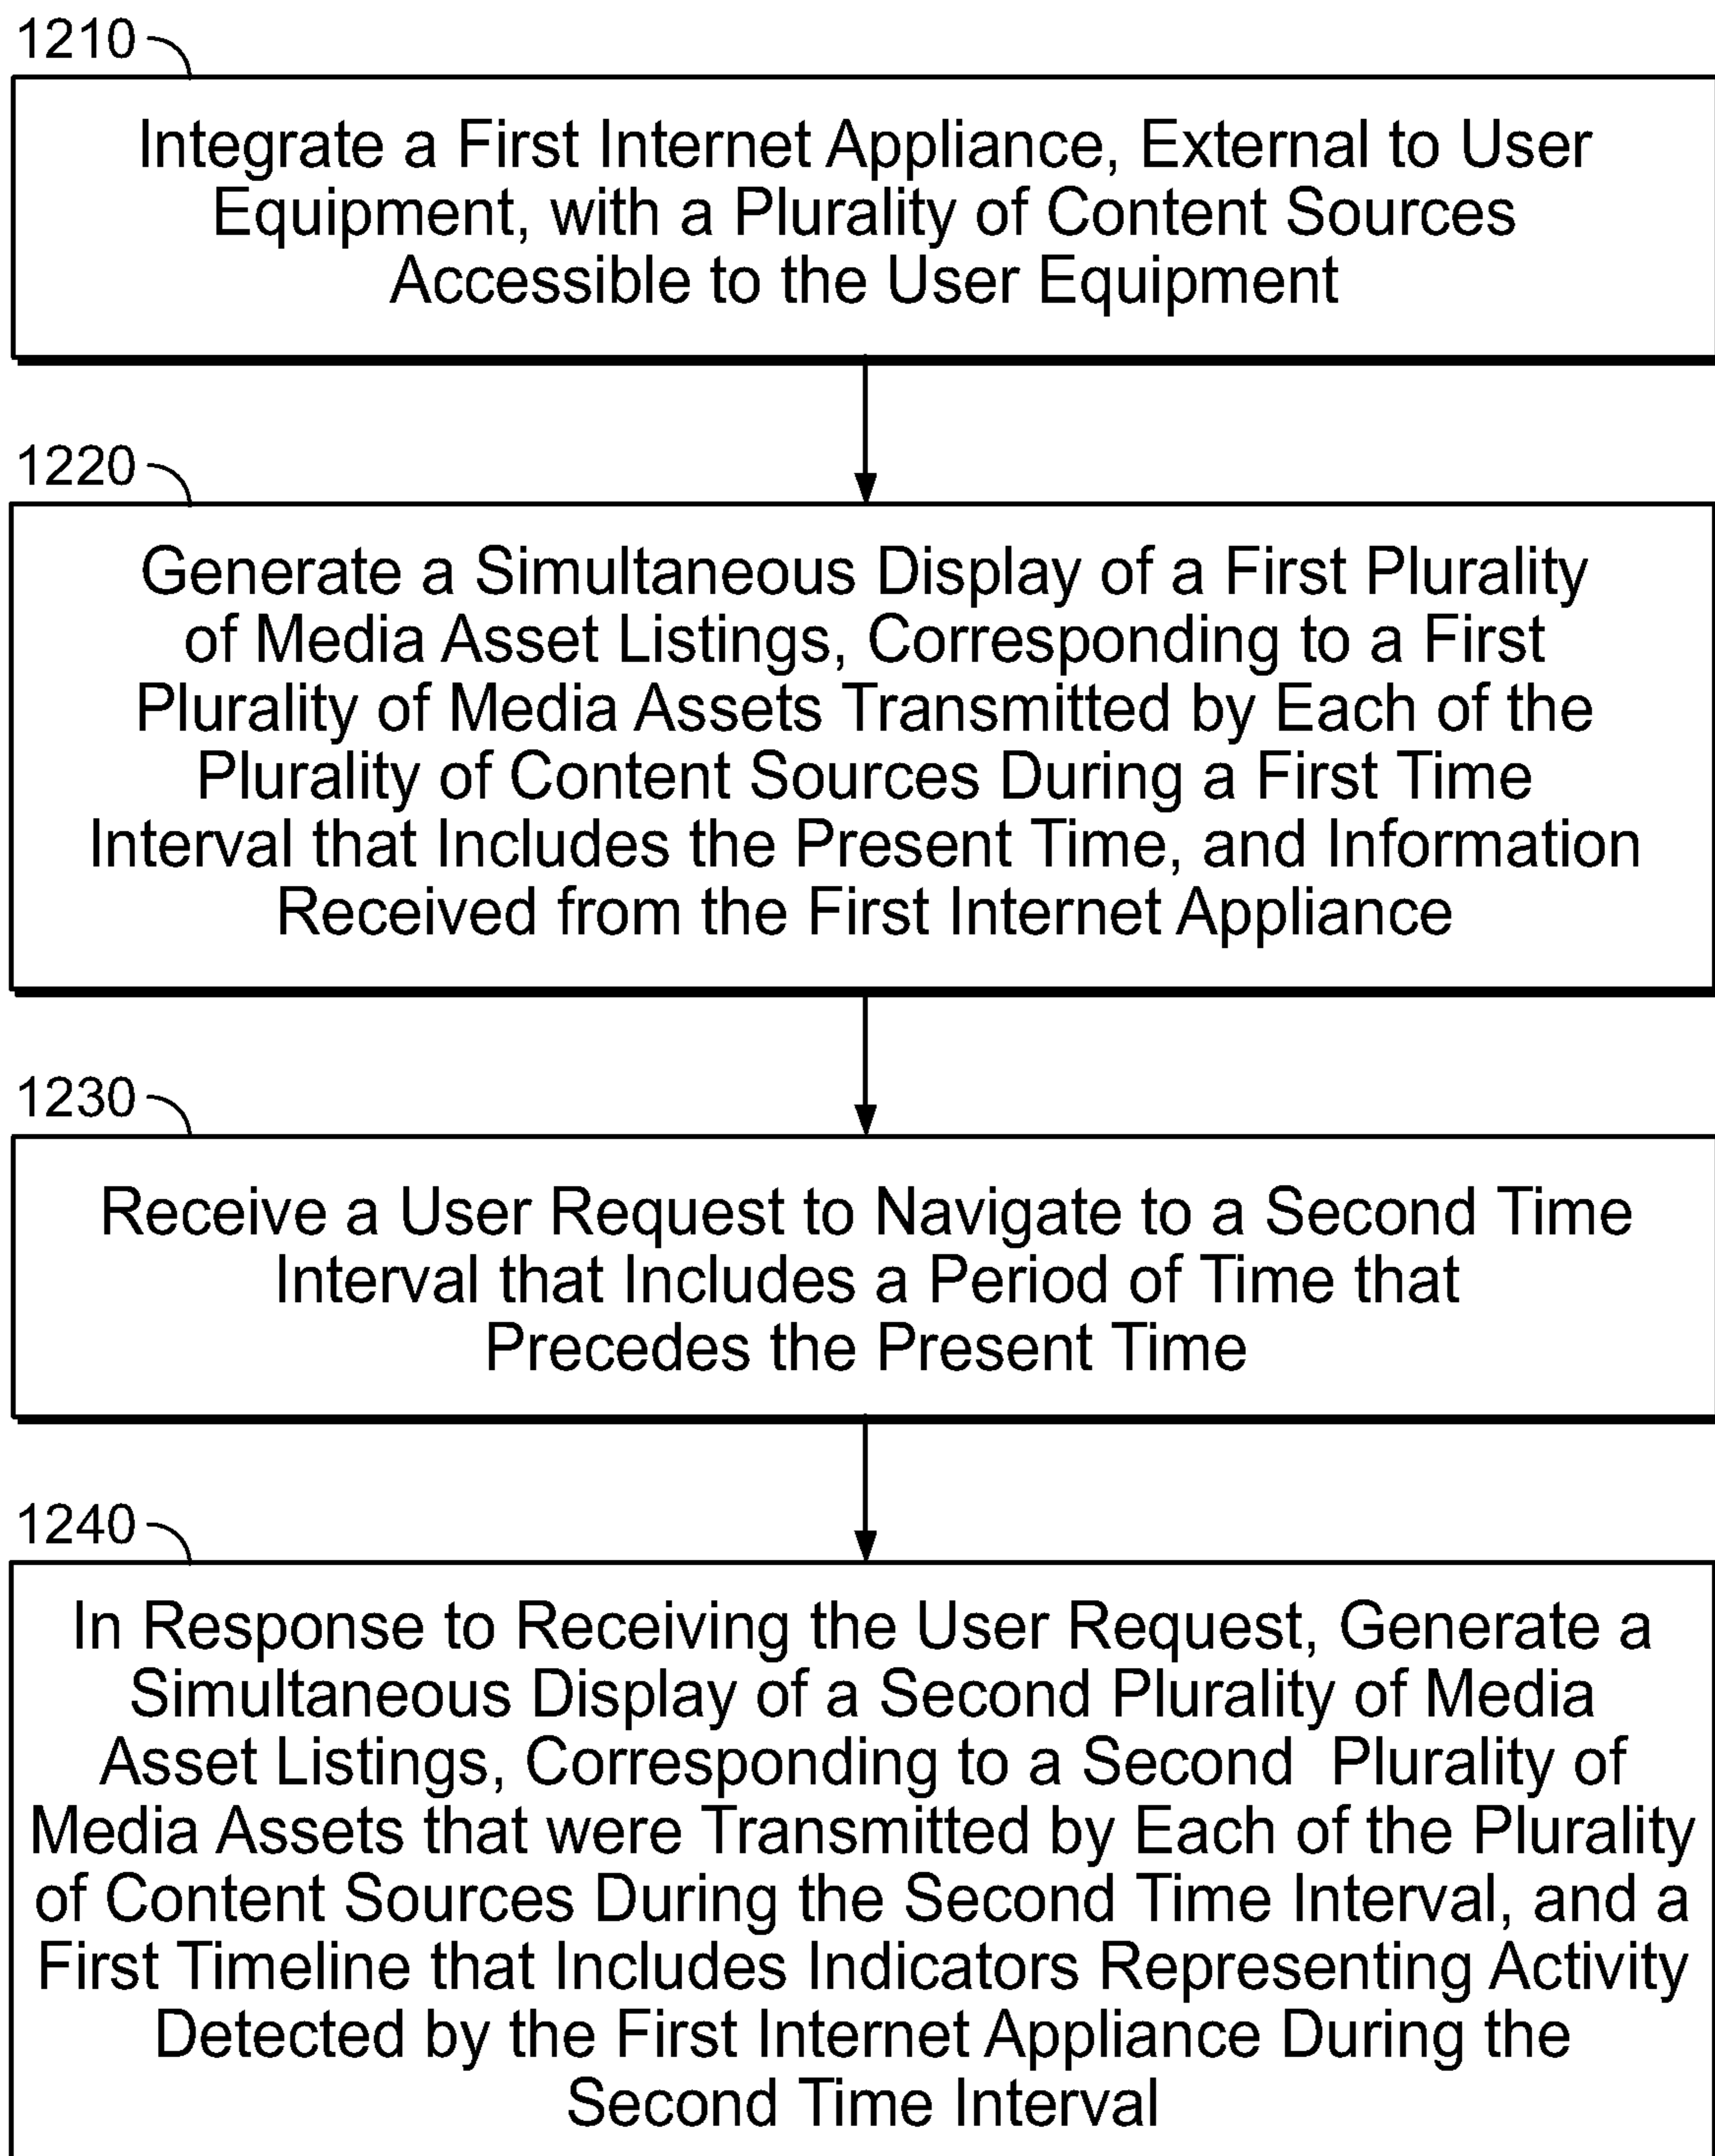 1210
Integrate a First Internet Appliance, External to User
Equipment, with a Plurality of Content Sources
Accessible to the User Equipment
1220
Generate a Simultaneous Display of a First Plurality
of Media Asset Listings, Corresponding to a First
Plurality of Media Assets Transmitted by Each of the
Plurality of Content Sources During a First Time
Interval that Includes the Present Time, and Information
Received from the First Internet Appliance
1230
Receive a User Request to Navigate to a Second Time
Interval that Includes a Period of Time that
Precedes the Present Time
1240
In Response to Receiving the User Request, Generate a
Simultaneous Display of a Second Plurality of Media
Asset Listings, Corresponding to a Second Plurality of
Media Assets that were Transmitted by Each of the Plurality
of Content Sources During the Second Time Interval, and a
First Timeline that Includes Indicators Representing Activity
Detected by the First Internet Appliance During the
Second Time Interval